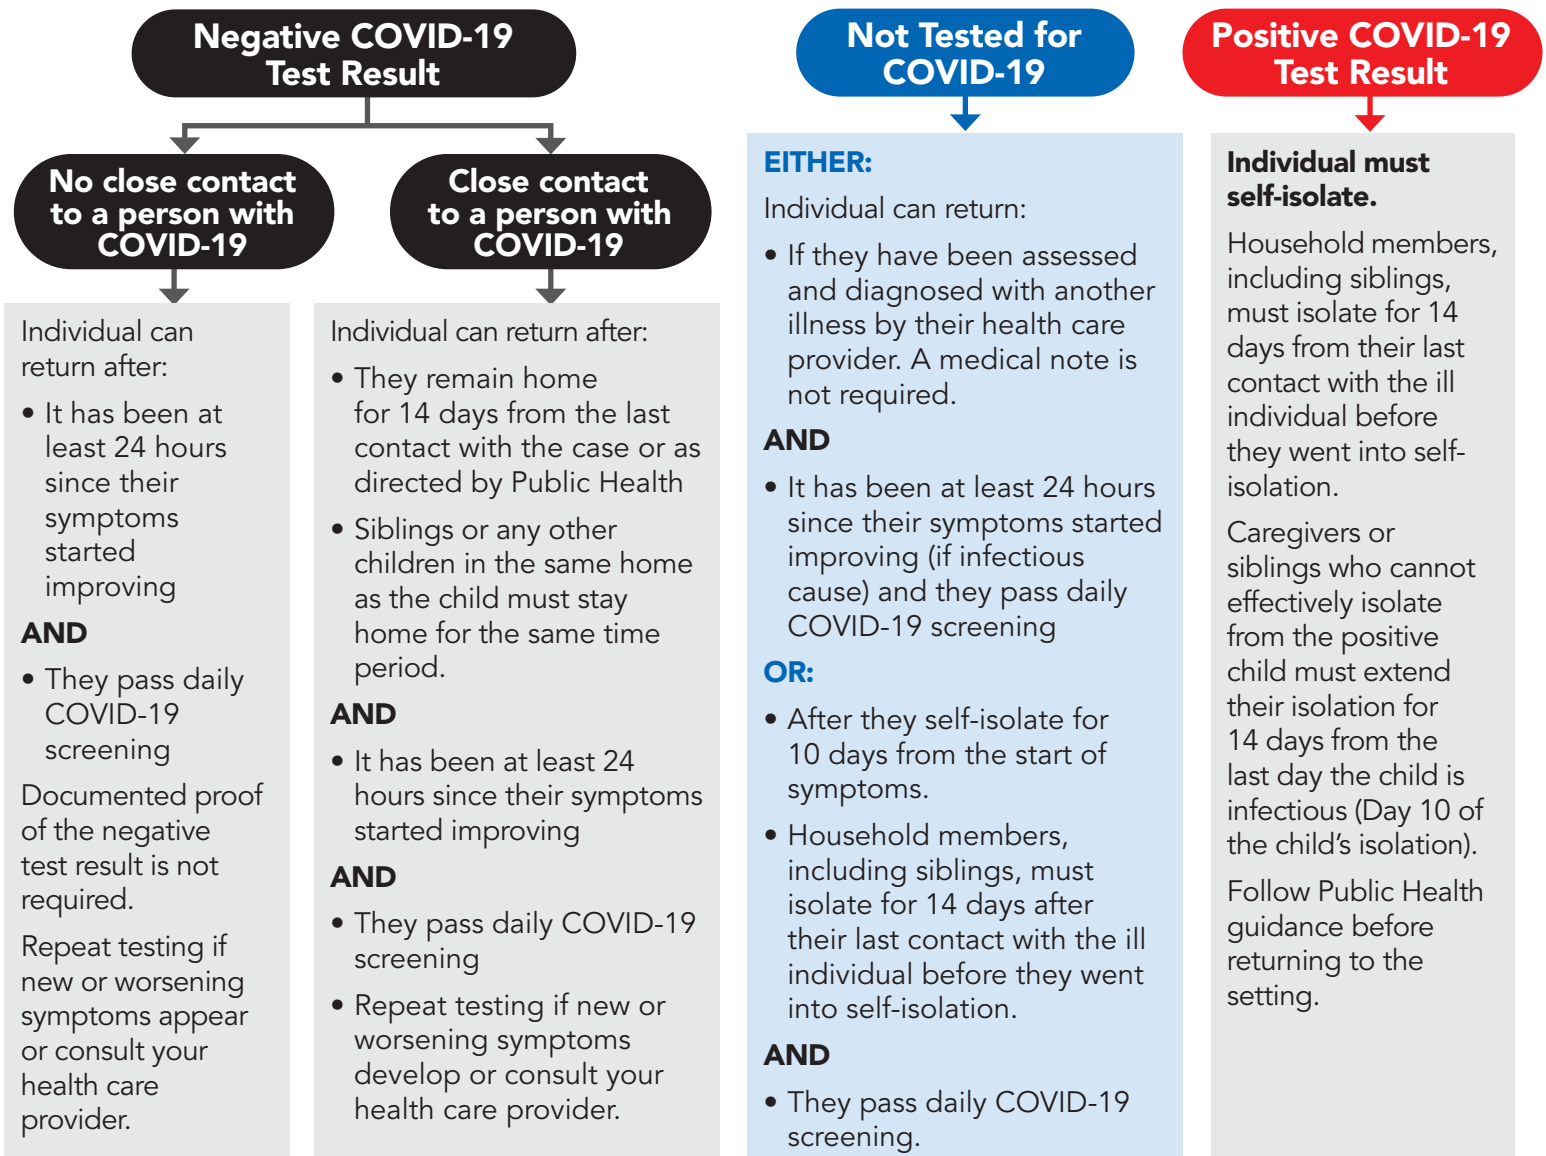 Negative COVID-19
Test Result
No close contact
to a person with
COVID-19
Individual can
return after:
• It has been at
least 24 hours
since their
symptoms
started
improving
AND
• They pass daily
COVID-19
screening
Documented proof
of the negative
test result is not
required.
Repeat testing if
new or worsening
symptoms appear
or consult your
health care
provider.
Close contact
to a person with
COVID-19
Individual can return after:
• They remain home
for 14 days from the last
contact with the case or as
directed by Public Health
• Siblings or any other
children in the same home
as the child must stay
home for the same time
period.
AND
• It has been at least 24
hours since their symptoms
started improving
AND
• They pass daily COVID-19
screening
• Repeat testing if new or
worsening symptoms
develop or consult your
health care provider.
Not Tested for
COVID-19
EITHER:
Individual can return:
• If they have been assessed
and diagnosed with another
illness by their health care
provider. A medical note is
not required.
AND
• It has been at least 24 hours
since their symptoms started
improving (if infectious
cause) and they pass daily
COVID-19 screening
OR:
• After they self-isolate for
10 days from the start of
symptoms.
• Household members,
including siblings, must
isolate for 14 days after
their last contact with the ill
individual before they went
into self-isolation.
AND
• They pass daily COVID-19
screening.
Positive COVID-19
Test Result
Individual must
self-isolate.
Household members,
including siblings,
must isolate for 14
days from their last
contact with the ill
individual before
they went into self-
isolation.
Caregivers or
siblings who cannot
effectively isolate
from the positive
child must extend
their isolation for
14 days from the
last day the child is
infectious (Day 10 of
the child's isolation).
Follow Public Health
guidance before
returning to the
setting.